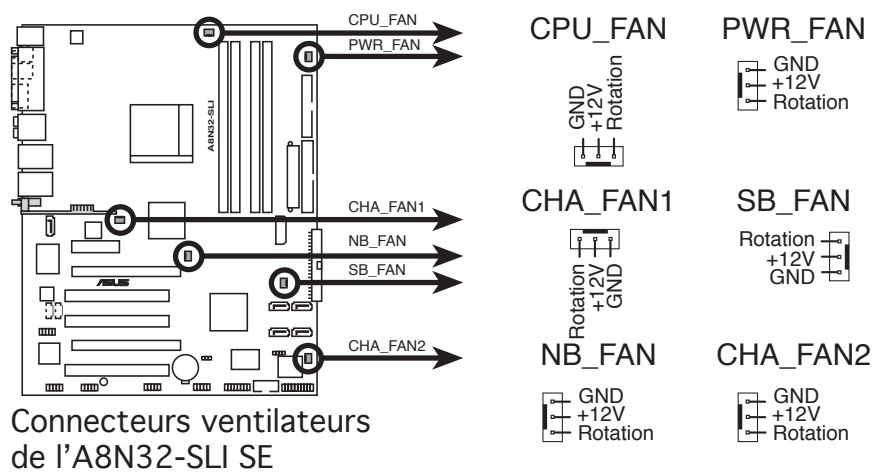 CPU_FAN
PWR_FAN
A8N32-SLI
CHA_FAN1
NB_FAN
SB_FAN
ASUS
CHA_FAN2
Connecteurs ventilateurs
de l'A8N32-SLI SE
CPU_FAN
GND
+12V
Rotation
PWR_FAN
GND
+12V
Rotation
CHA_FAN1
Rotation
+12V
GND
SB_FAN
Rotation
+12V
GND
NB_FAN
GND
+12V
Rotation
CHA_FAN2
GND
+12V
Rotation